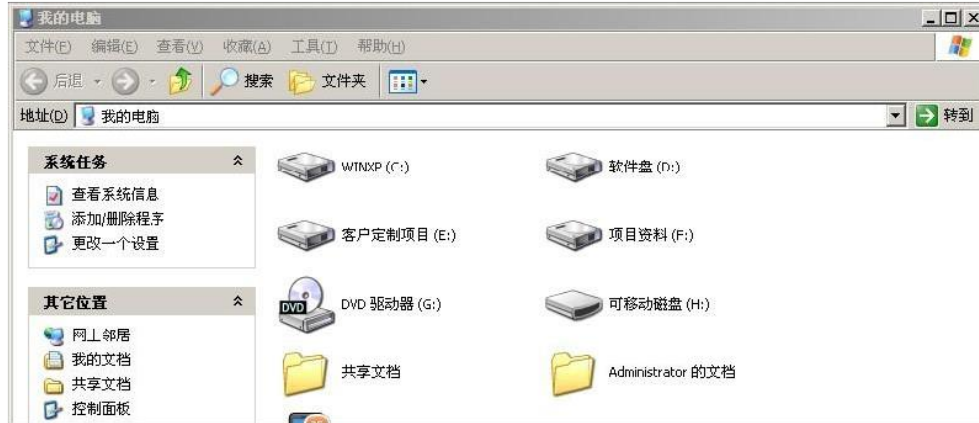 我的电脑
文件(F) 编辑(E) 查看(V) 收藏(A) 工具(T) 帮助(H)
后退 搜索 文件夹
地址(D) 我的电脑 转到
系统任务
查看系统信息
添加/删除程序
更改一个设置
其它位置
网上邻居
我的文档
共享文档
控制面板
WINXP (C:) 软件盘 (D:)
客户定制项目 (E:) 项目资料 (F:)
DVD DVD 驱动器 (G:) 可移动磁盘 (H:)
共享文档 Administrator 的文档